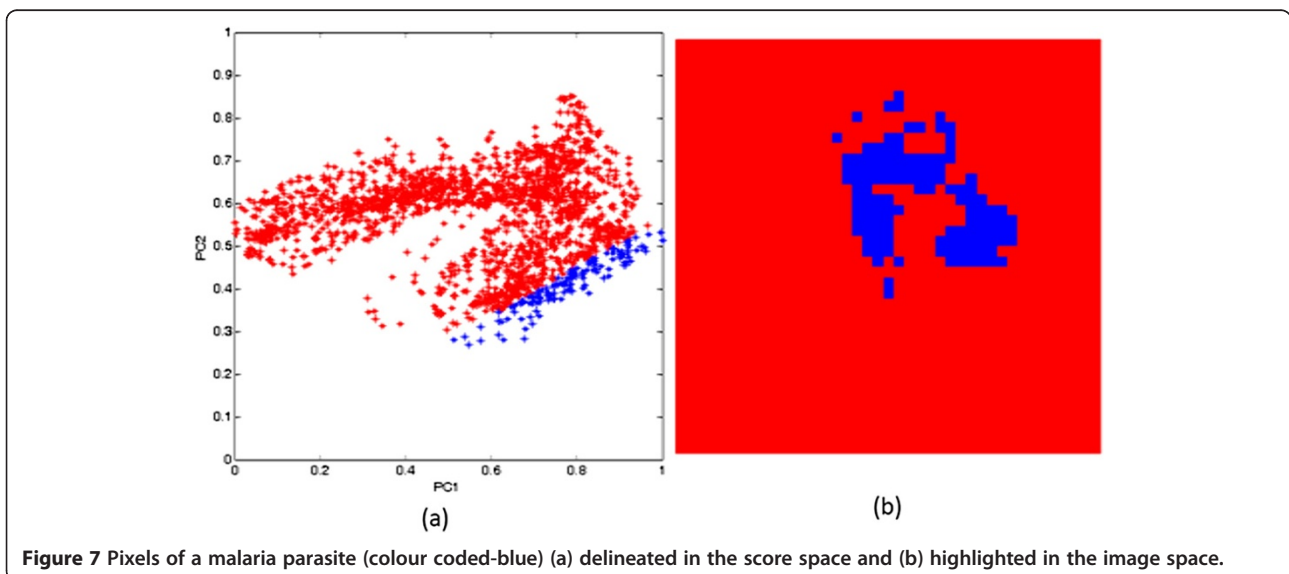 1
0.9
0.8
0.7
0.6
0.5
0.4
0.3
0.2
0.1
0
PC2
0 0.2 0.4 0.6 0.8 1
PC1
(a)
(b)
Figure 7 Pixels of a malaria parasite (colour coded-blue) (a) delineated in the score space and (b) highlighted in the image space.